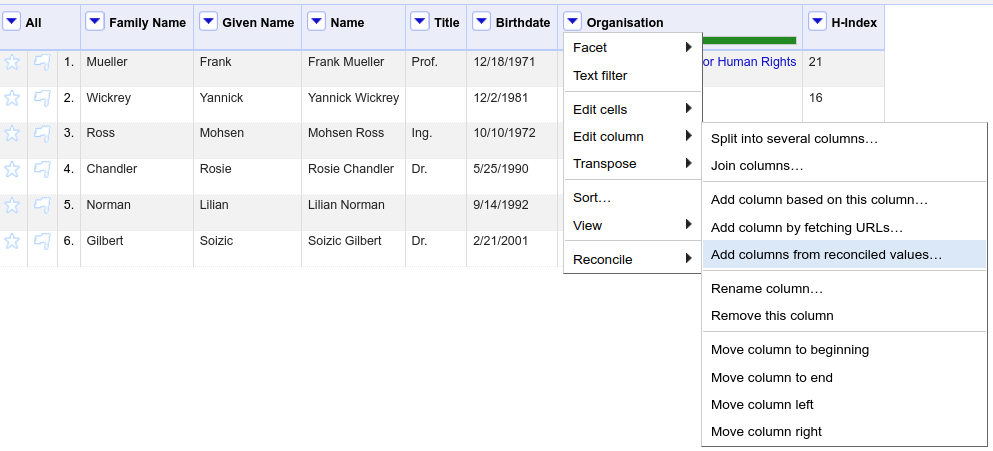 All Family Name Given Name Name Title Birthdate Organisation H-Index
1. Mueller Frank Frank Mueller Prof. 12/18/1971 or Human Rights 21
2. Wickrey Yannick Yannick Wickrey 12/2/1981 16
3. Ross Mohsen Mohsen Ross Ing. 10/10/1972
4. Chandler Rosie Rosie Chandler Dr. 5/25/1990
5. Norman Lilian Lilian Norman 9/14/1992
6. Gilbert Soizic Soizic Gilbert Dr. 2/21/2001
Facet
Text filter
Edit cells
Edit column
Transpose
Sort…
View
Reconcile
Split into several columns…
Join columns…
Add column based on this column…
Add column by fetching URLs…
Add columns from reconciled values…
Rename column…
Remove this column
Move column to beginning
Move column to end
Move column left
Move column right